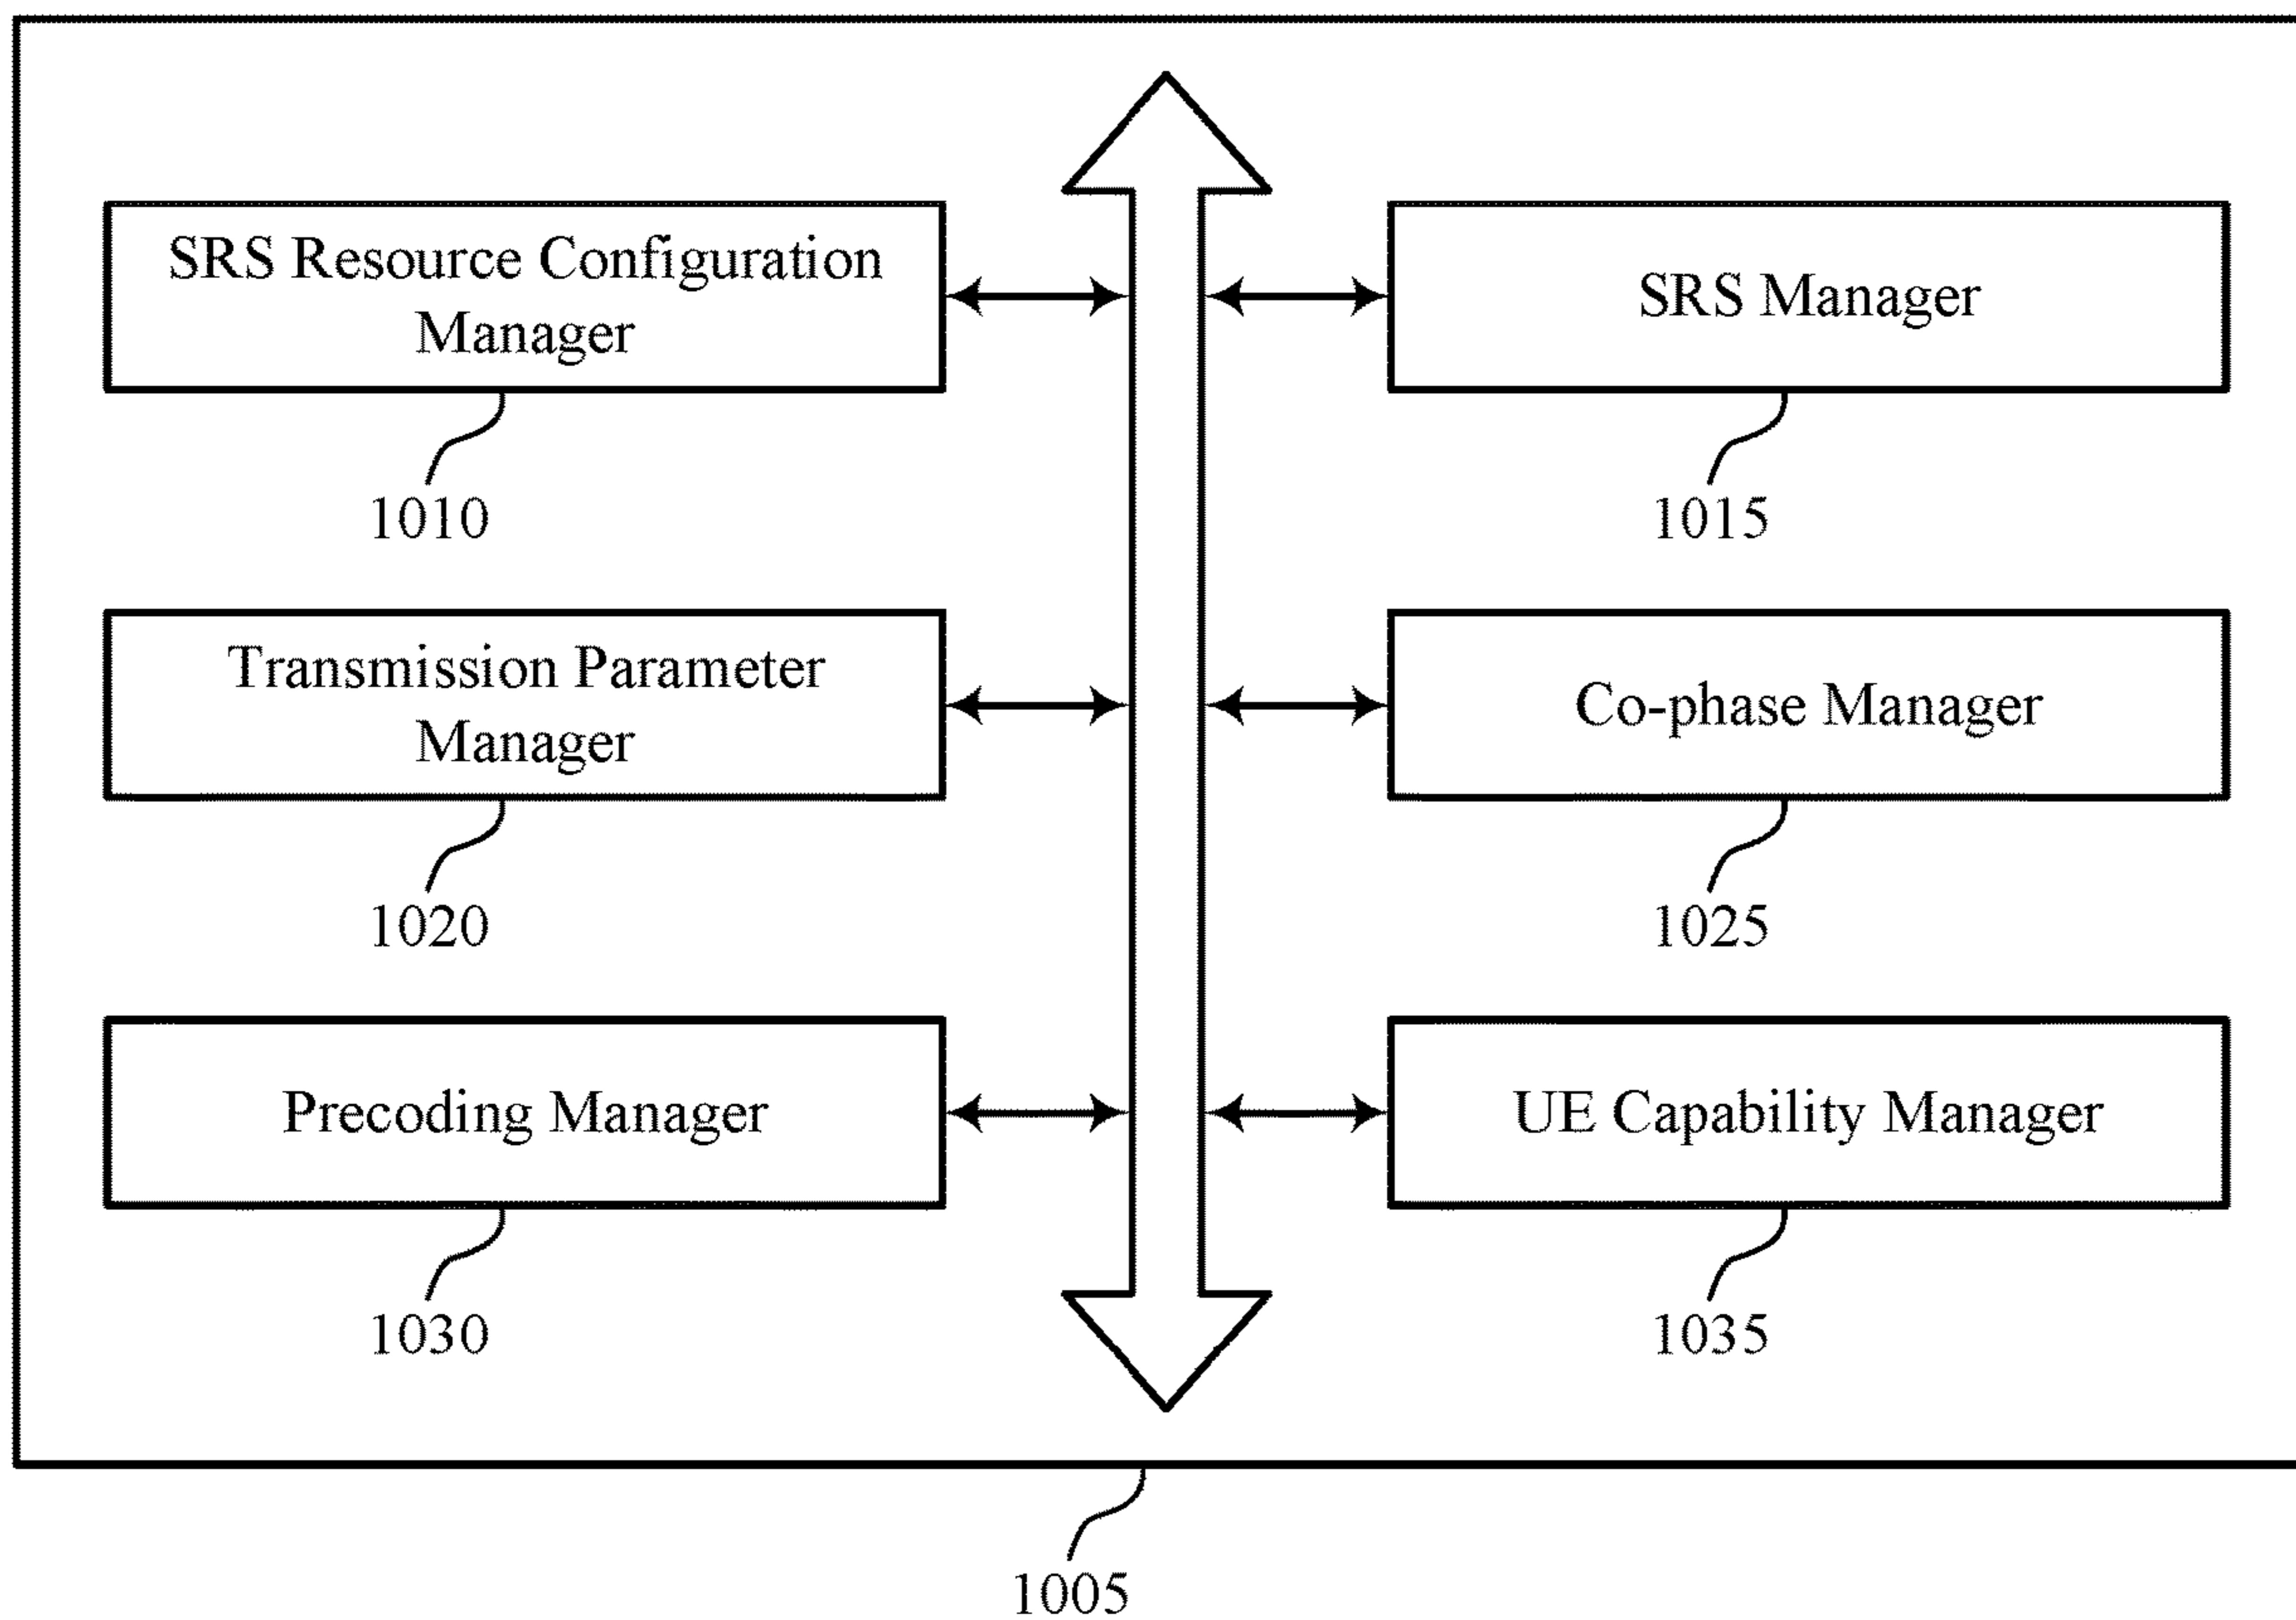 SRS Resource Configuration
Manager
1010
SRS Manager
1015
Transmission Parameter
Manager
1020
Co-phase Manager
1025
Precoding Manager
1030
UE Capability Manager
1035
1005